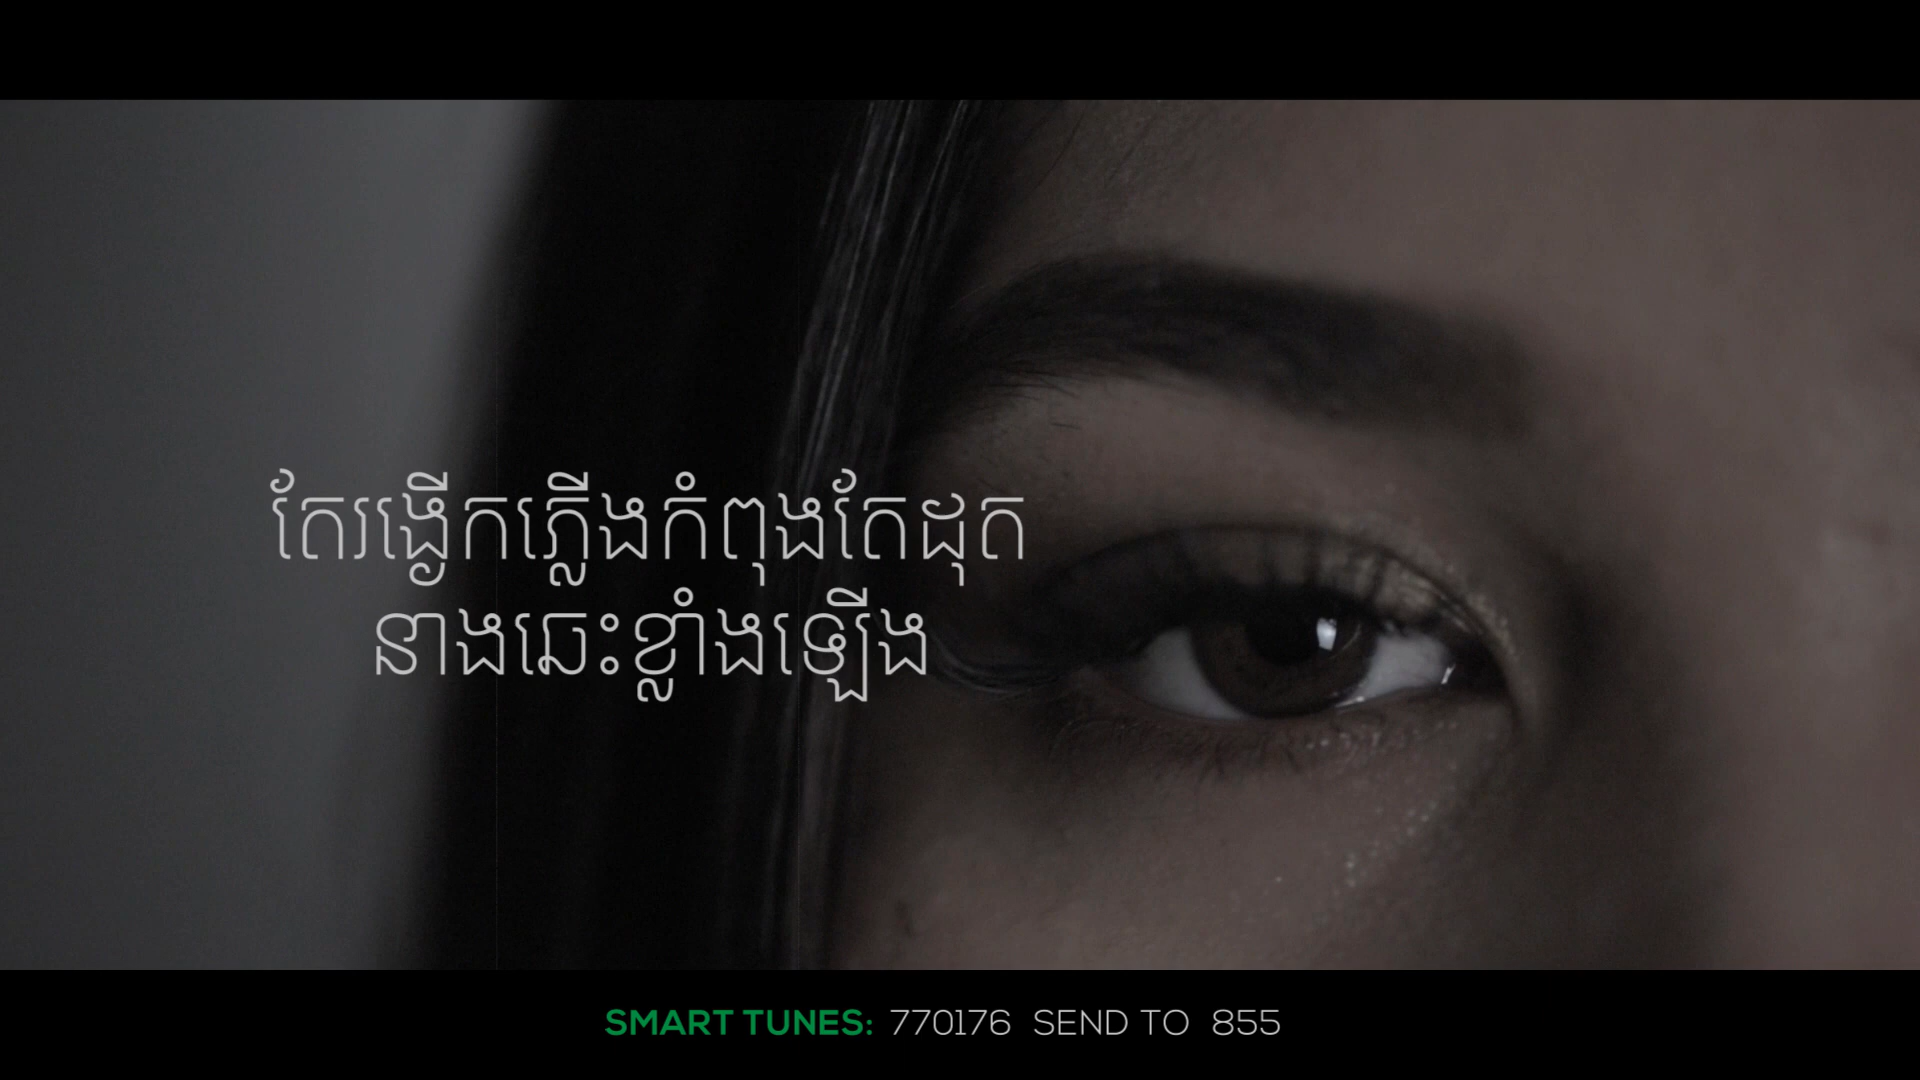 តែរងើ្ងកភ្លើងកំពុងតែដុត
នាងឆេះខ្លាំងឡើង
SMART TUNES: 770176 SEND TO 855